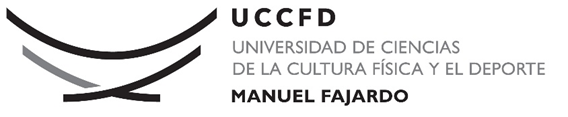 UCCFD
UNIVERSIDAD DE CIENCIAS
DE LA CULTURA FÍSICA Y EL DEPORTE
MANUEL FAJARDO